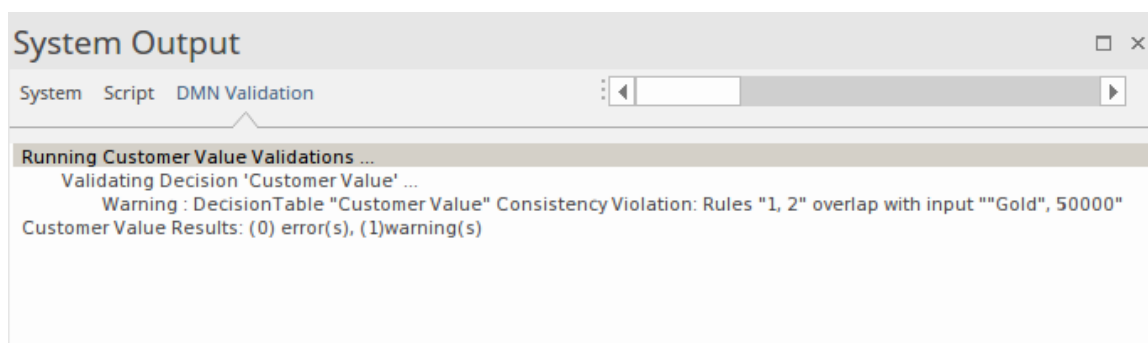 System Output
System Script DMN Validation
Running Customer Value Validations ...
Validating Decision 'Customer Value' ...
Warning : DecisionTable "Customer Value" Consistency Violation: Rules "1, 2" overlap with input ""Gold", 50000"
Customer Value Results: (0) error(s), (1)warning(s)